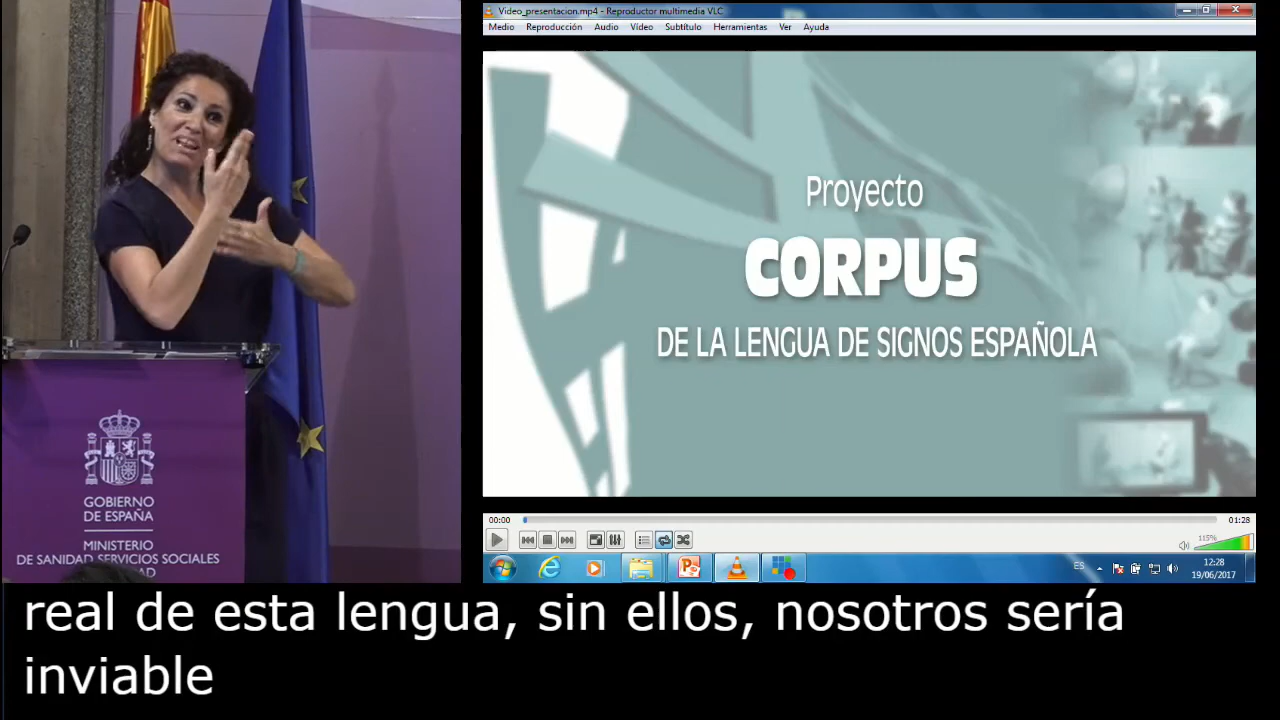 GOBIERNO
DE ESPAÑA
MINISTERIO
DE SANIDAD SERVICIOS SOCIALES
Video_presentacion.mp4 - Reproductor multimedia VLC
Medio Reproducción Audio Vídeo Subtítulo Herramientas Ver Ayuda
Proyecto
CORPUS
DE LA LENGUA DE SIGNOS ESPAÑOLA
00:00 01:28
115%
ES 12:28
19/06/2017
real de esta lengua, sin ellos, nosotros sería
inviable